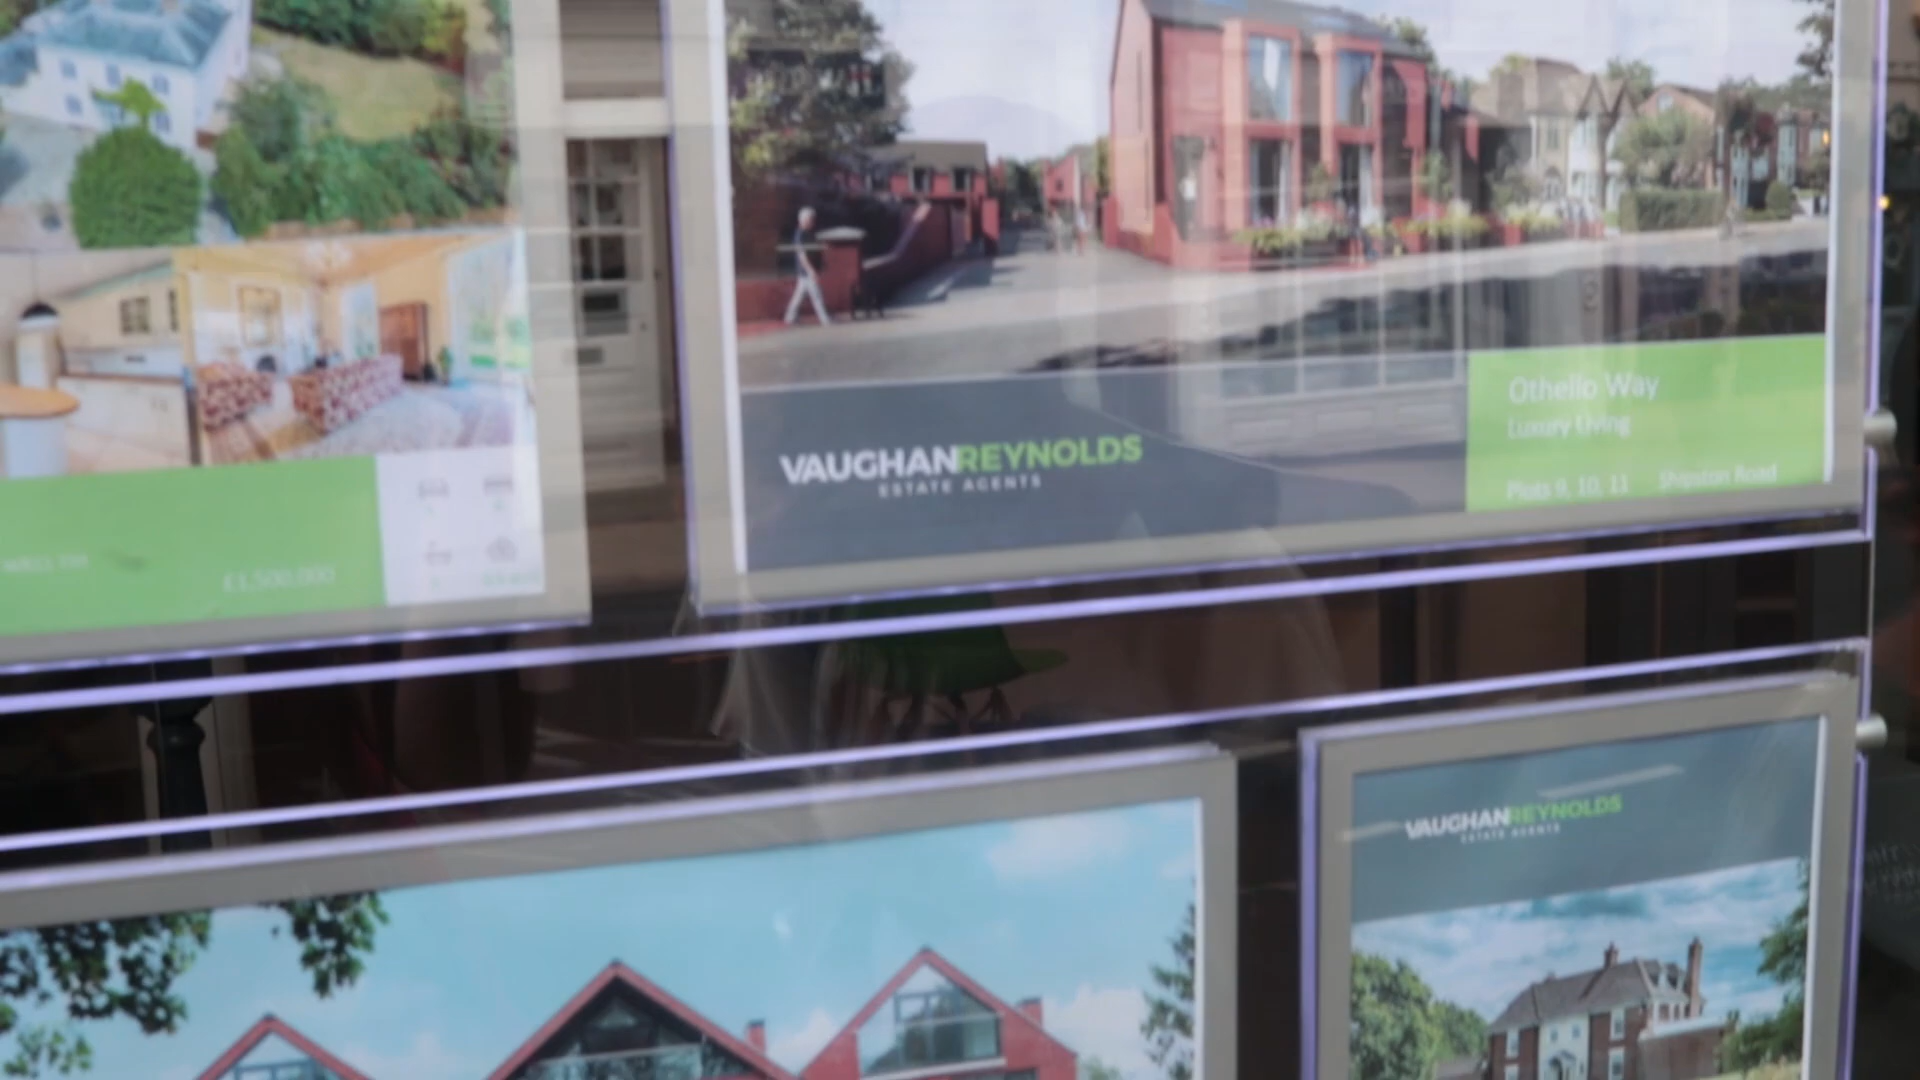 £1,500,000
VAUGHANREYNOLDS
ESTATE AGENTS
Othello Way
Luxury Living
Plots 9, 10, 11 Shipston Road
VAUGHANREYNOLDS
ESTATE AGENTS